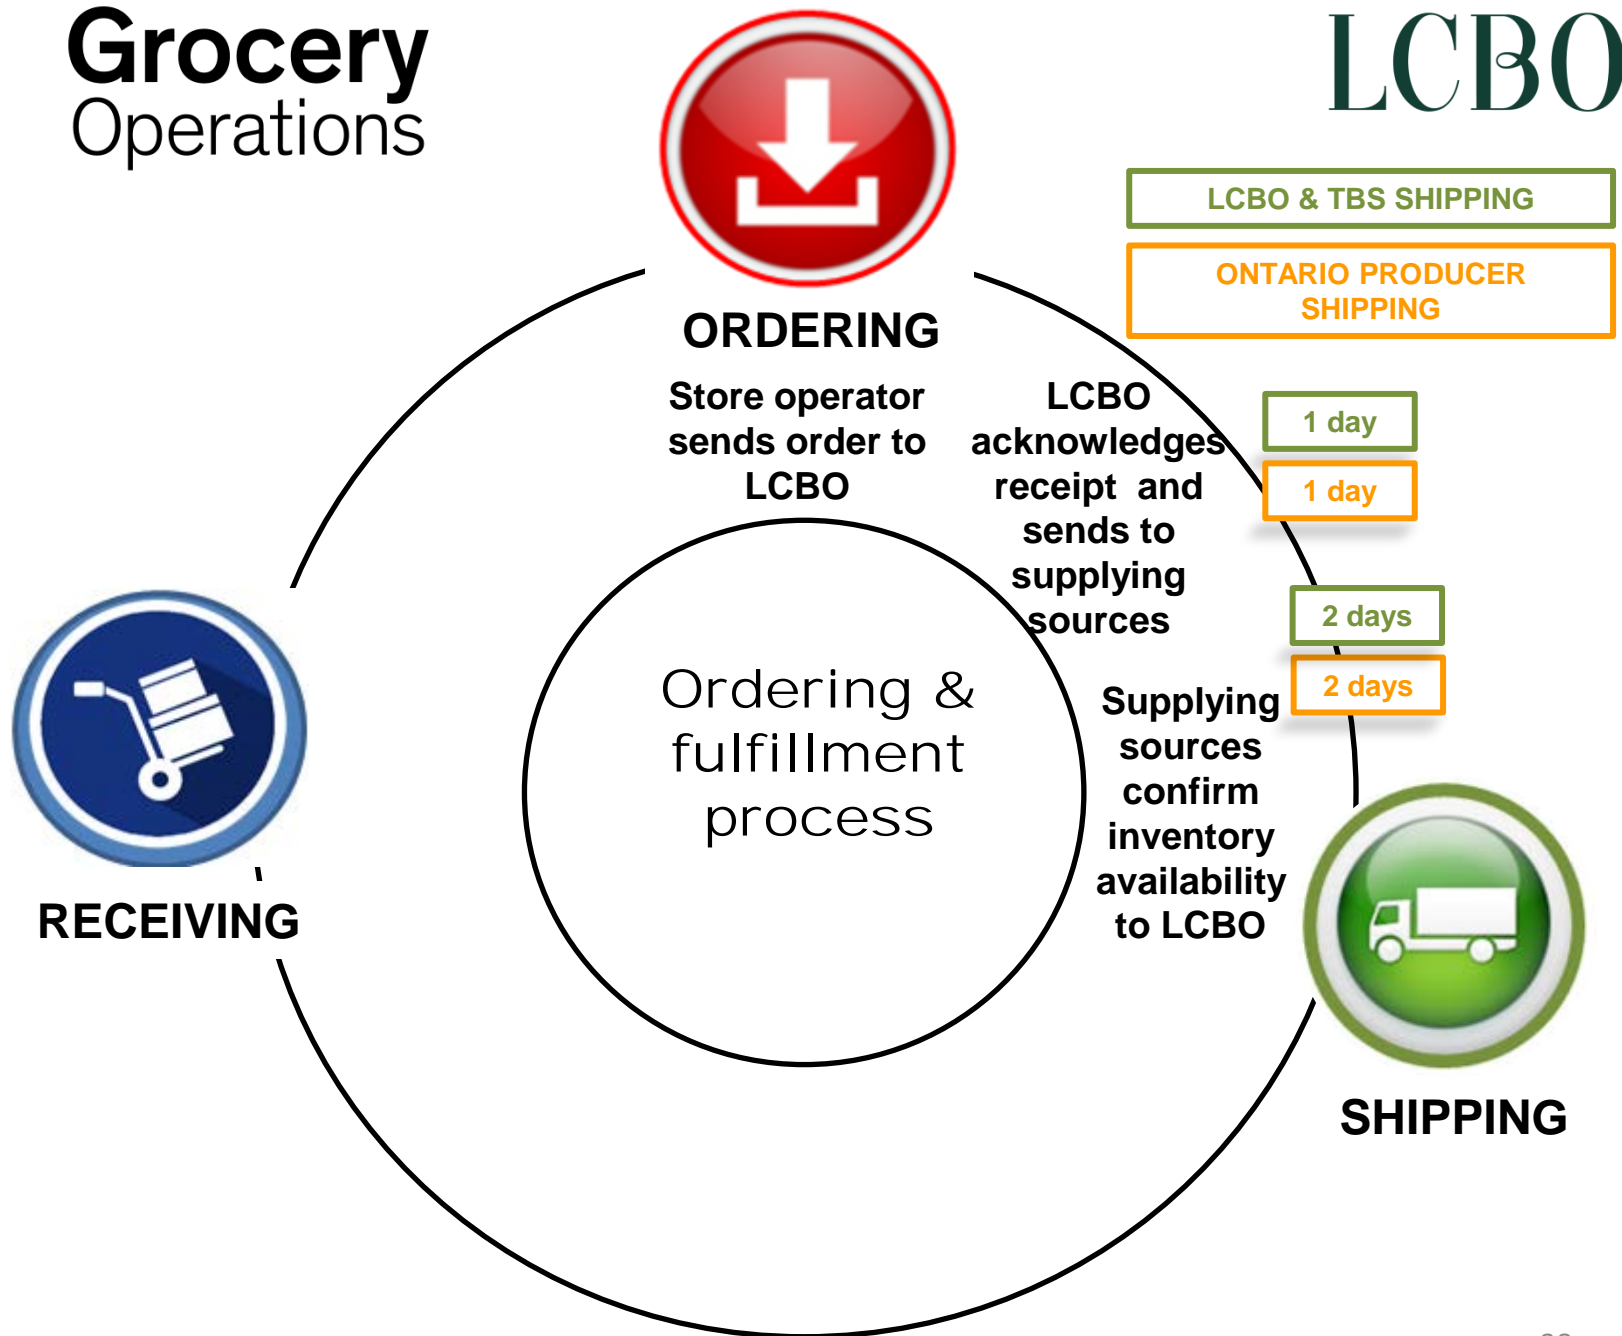 Grocery
Operations
LCBO
LCBO & TBS SHIPPING
ONTARIO PRODUCER
SHIPPING
ORDERING
Store operator
sends order to
LCBO
LCBO
acknowledges
receipt and
sends to
supplying
sources
1 day
1 day
2 days
2 days
Supplying
sources
confirm
inventory
availability
to LCBO
Ordering &
fulfillment
process
RECEIVING
SHIPPING